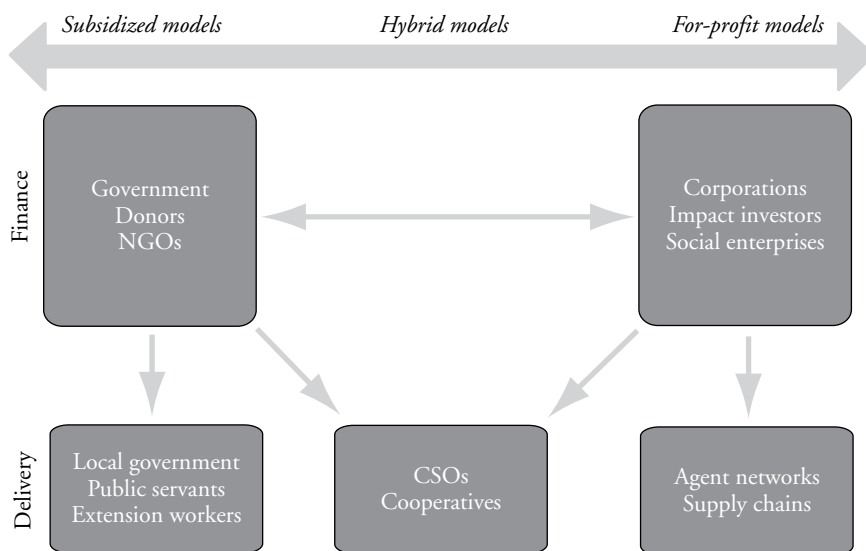 Subsidized models
Hybrid models
For-profit models
Finance
Government
Donors
NGOs
Corporations
Impact investors
Social enterprises
Delivery
Local government
Public servants
Extension workers
CSOs
Cooperatives
Agent networks
Supply chains